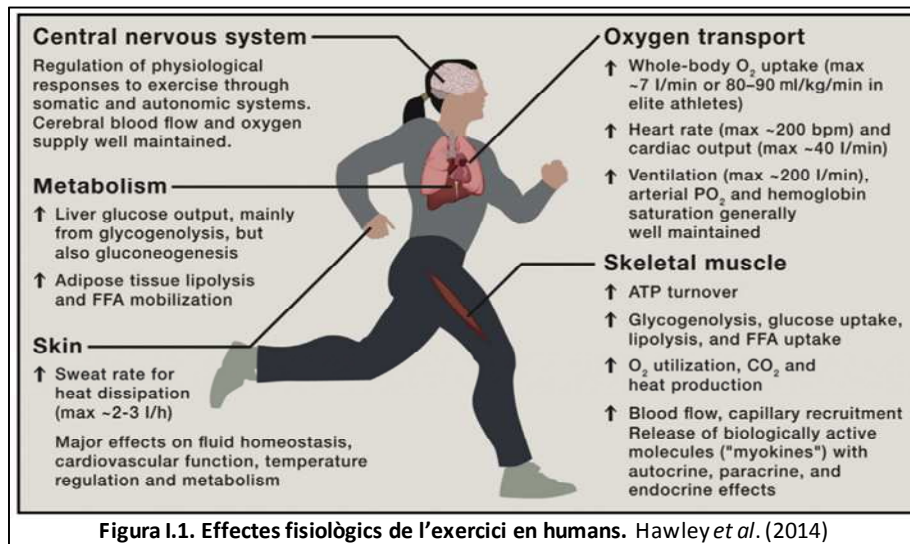 Central nervous system
Regulation of physiological
responses to exercise through
somatic and autonomic systems.
Cerebral blood flow and oxygen
supply well maintained.
Metabolism
↑ Liver glucose output, mainly
from glycogenolysis, but
also gluconeogenesis
↑ Adipose tissue lipolysis
and FFA mobilization
Skin
↑ Sweat rate for
heat dissipation
(max ~2-3 l/h)
Major effects on fluid homeostasis,
cardiovascular function, temperature
regulation and metabolism
Oxygen transport
↑ Whole-body O₂ uptake (max
~7 l/min or 80–90 ml/kg/min in
elite athletes)
↑ Heart rate (max ~200 bpm) and
cardiac output (max ~40 l/min)
↑ Ventilation (max ~200 l/min),
arterial PO₂ and hemoglobin
saturation generally
well maintained
Skeletal muscle
↑ ATP turnover
↑ Glycogenolysis, glucose uptake,
lipolysis, and FFA uptake
↑ O₂ utilization, CO₂ and
heat production
↑ Blood flow, capillary recruitment
Release of biologically active
molecules ("myokines") with
autocrine, paracrine, and
endocrine effects
Figura I.1. Effectes fisiològics de l'exercici en humans. Hawley et al. (2014)